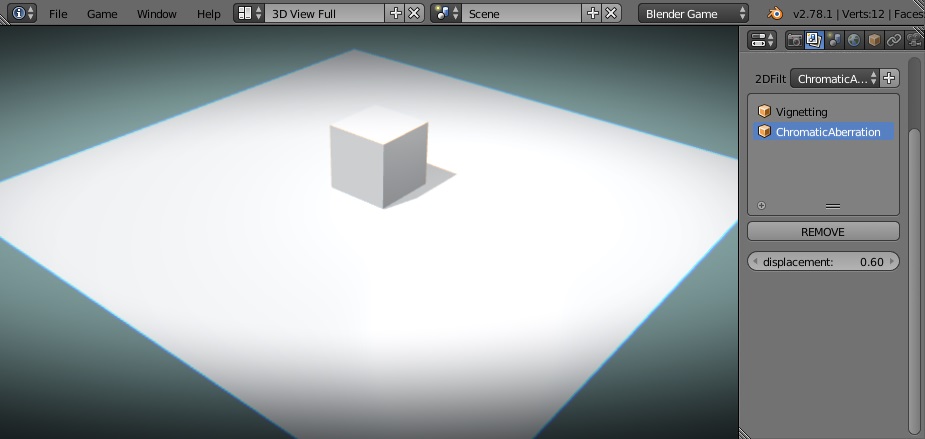 File Game Window Help 3D View Full Scene Blender Game v2.78.1 | Verts:12 | Faces:
2DFilt ChromaticA...
Vignetting
ChromaticAberration
REMOVE
displacement: 0.60